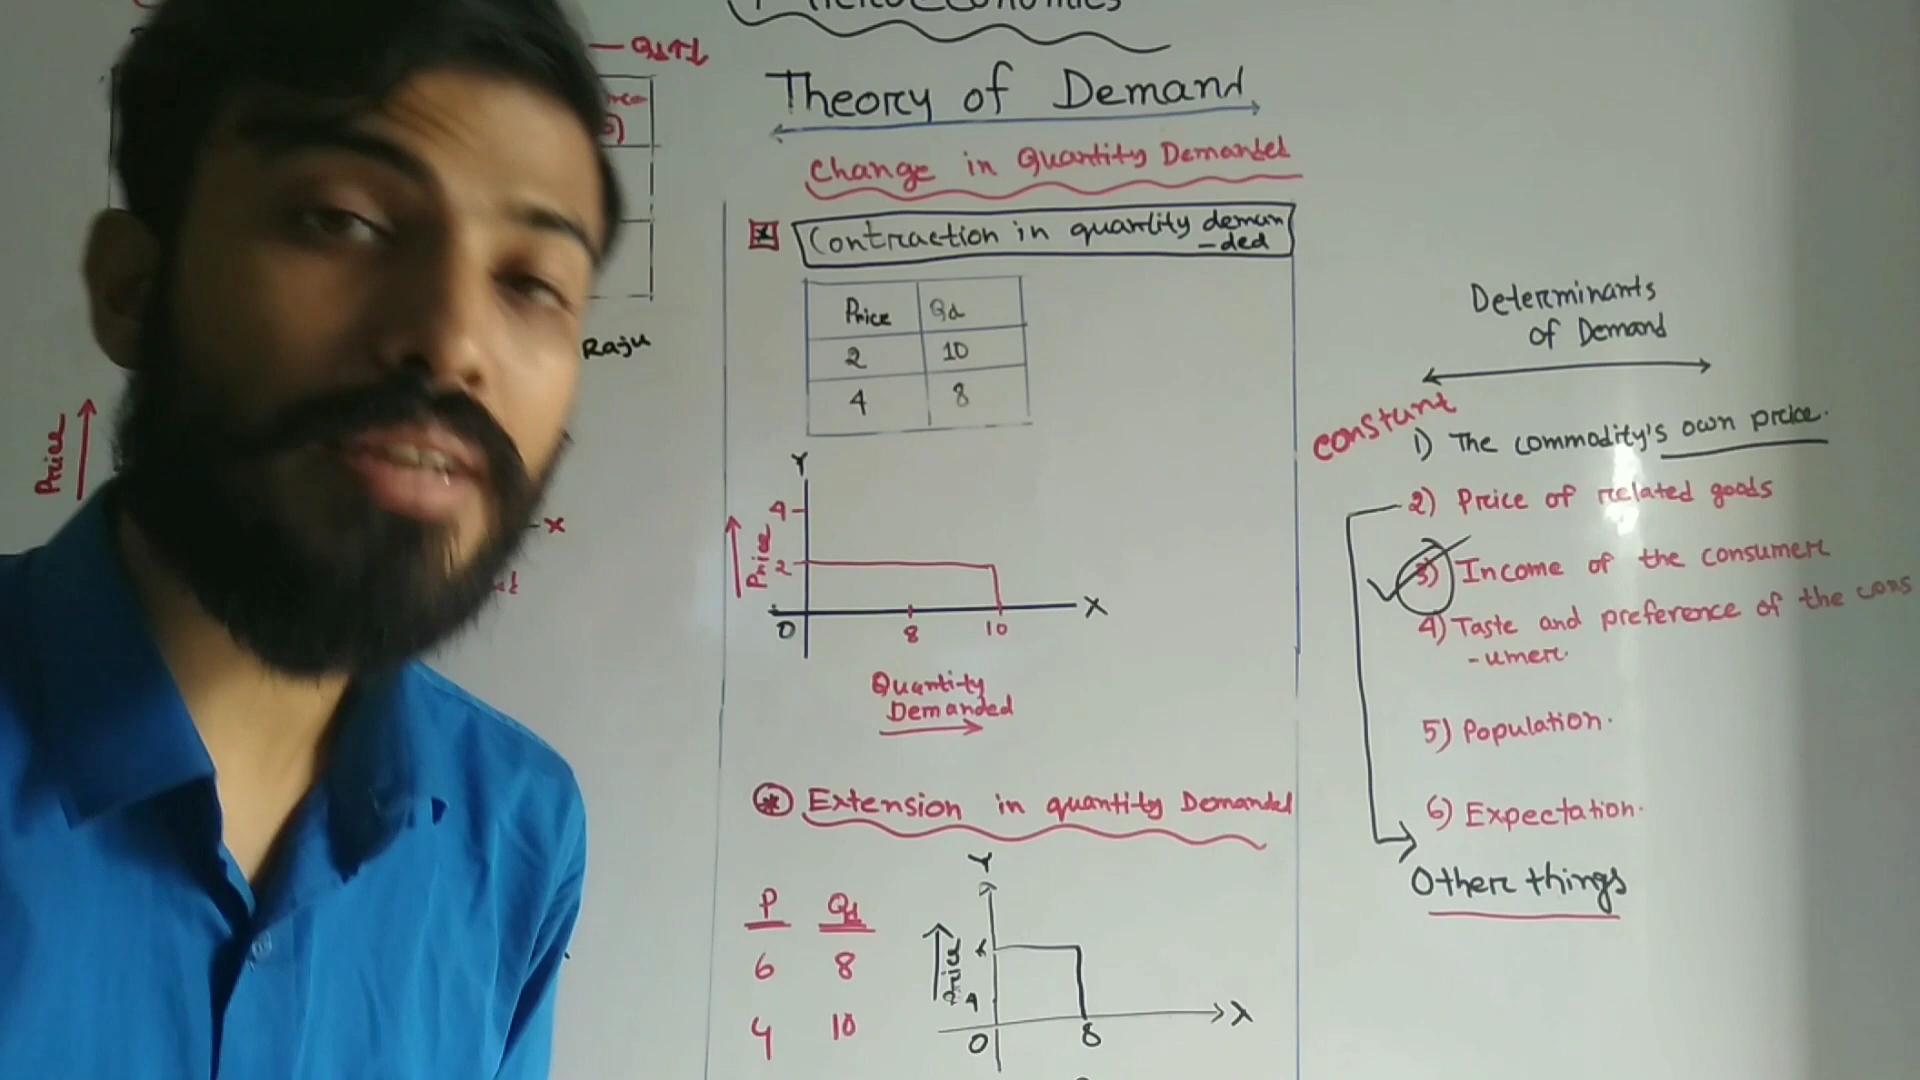 Theory of Demand
Change in Quantity Demanded
Contraction in quantity deman
-ded
Price Qd
2 10
4 8
Y
4
2
Price
0 8 10 X
Quantity
Demanded
Extension in quantity Demanded
P Qd
6 8
4 10
Y
Price
4
0 8 X
Determinants
of Demand
constant
1) The commodity's own price.
2) Price of related goods
3) Income of the consumer
4) Taste and preference of the cons
-umer.
5) Population.
6) Expectation.
Other things
Raju
Price
x